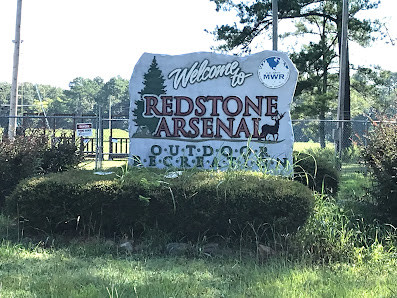 Welcome to
MWR
REDSTONE
ARSENAL
OUTDOOR
RECREATION